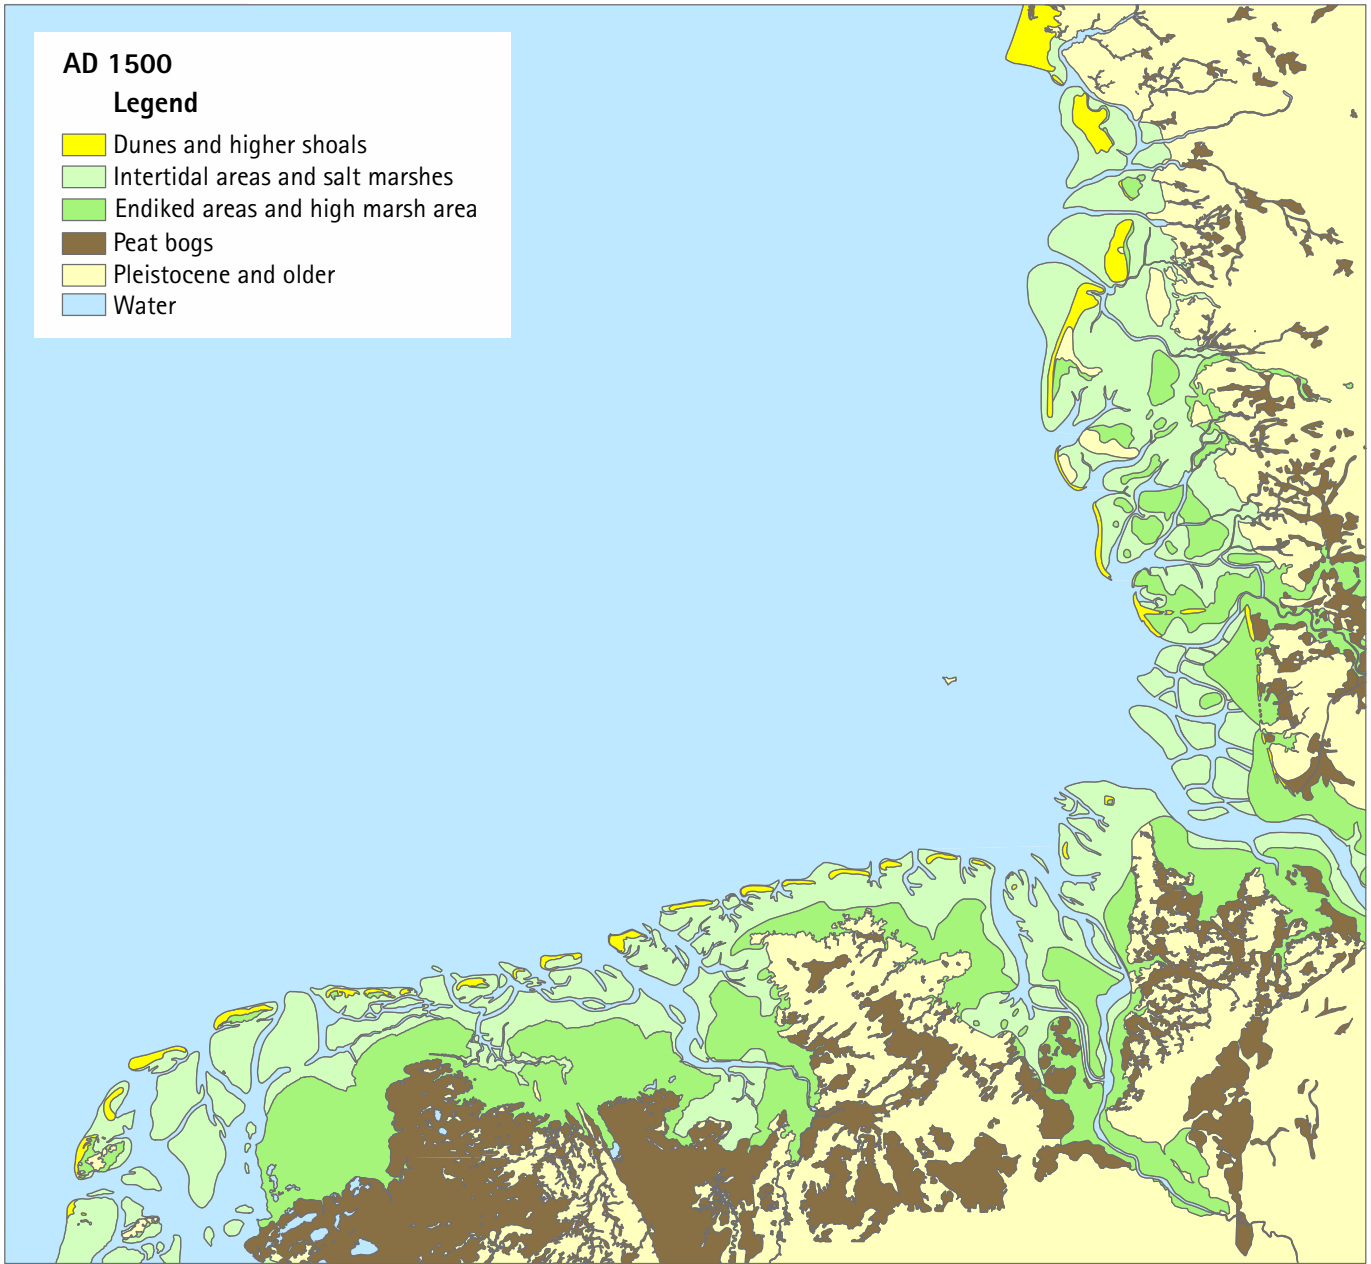 AD 1500
Legend
Dunes and higher shoals
Intertidal areas and salt marshes
Endiked areas and high marsh area
Peat bogs
Pleistocene and older
Water